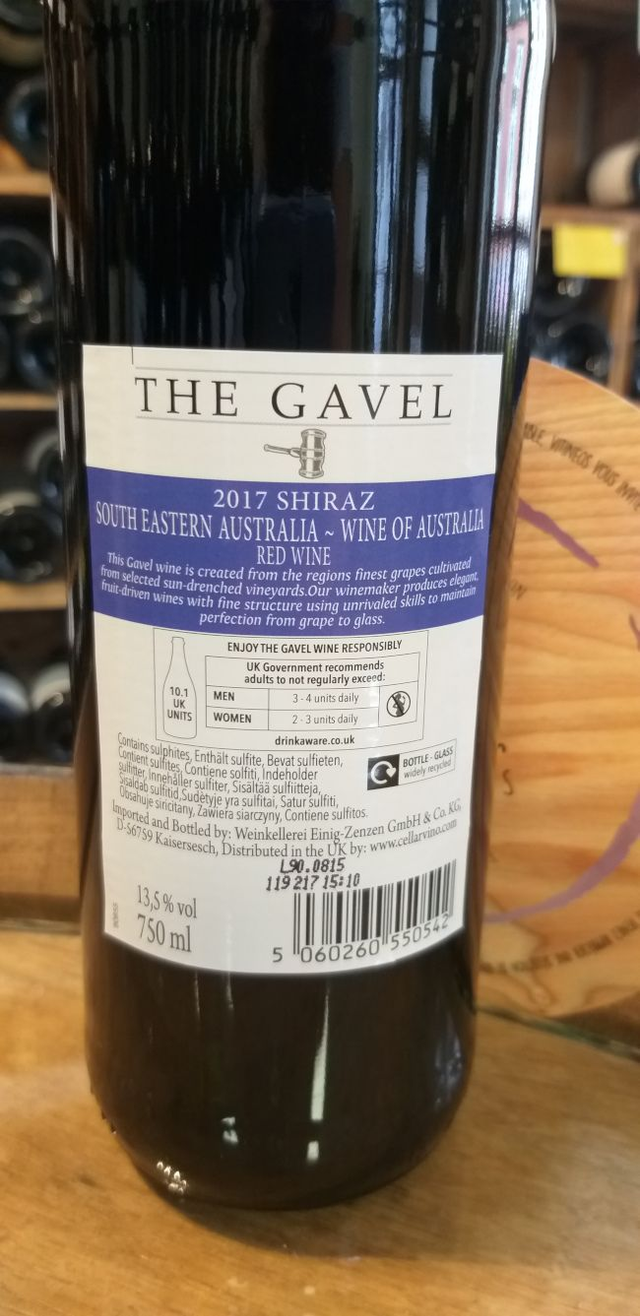 THE GAVEL
2017 SHIRAZ
SOUTH EASTERN AUSTRALIA ~ WINE OF AUSTRALIA
RED WINE
This Gavel wine is created from the regions finest grapes cultivated
from selected sun-drenched vineyards.Our winemaker produces elegant,
fruit-driven wines with fine structure using unrivaled skills to maintain
perfection from grape to glass.
10.1
UK
UNITS
ENJOY THE GAVEL WINE RESPONSIBLY
UK Government recommends
adults to not regularly exceed:
MEN 3 - 4 units daily
WOMEN 2 - 3 units daily
drinkaware.co.uk
Contains sulphites, Enthält sulfite, Bevat sulfieten,
Contient sulfites, Contiene solfiti, Indeholder
sulfitter, Innehåller sulfiter, Sisältää sulfiitteja,
Sisaldab sulfitid, Sudėtyje yra sulfitai, Satur sulfiti,
Obsahuje siricitany, Zawiera siarczyny, Contiene sulfitos.
BOTTLE - GLASS
widely recycled
Imported and Bottled by: Weinkellerei Einig-Zenzen GmbH & Co. KG,
D-56759 Kaisersesch, Distributed in the UK by: www.cellarvino.com
L90.0815
119 217 15:10
13,5 % vol
750 ml
5 060260 550542